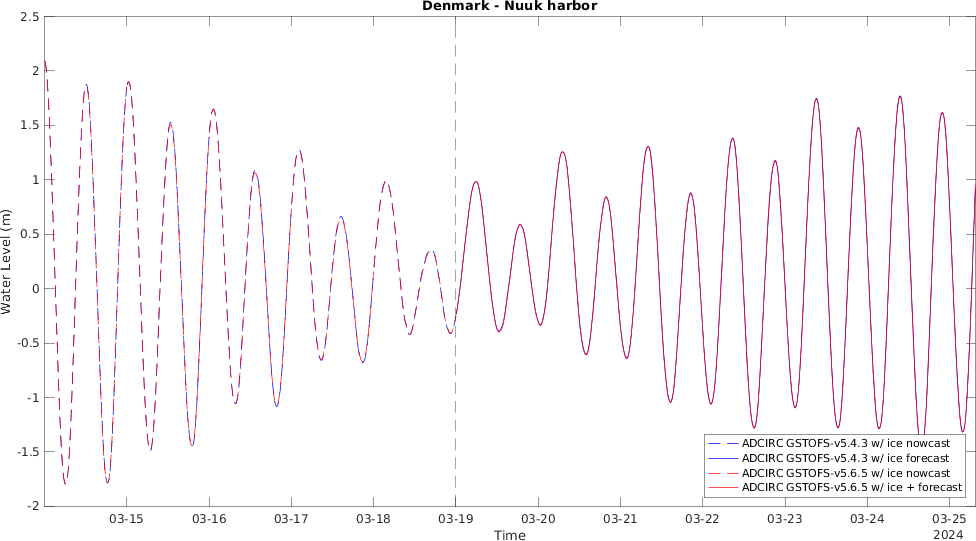 Denmark - Nuuk harbor
2.5
2
1.5
1
0.5
0
-0.5
-1
-1.5
-2
Water Level (m)
03-15 03-16 03-17 03-18 03-19 03-20 03-21 03-22 03-23 03-24 03-25
2024
Time
ADCIRC GSTOFS-v5.4.3 w/ ice nowcast
ADCIRC GSTOFS-v5.4.3 w/ ice forecast
ADCIRC GSTOFS-v5.6.5 w/ ice nowcast
ADCIRC GSTOFS-v5.6.5 w/ ice + forecast